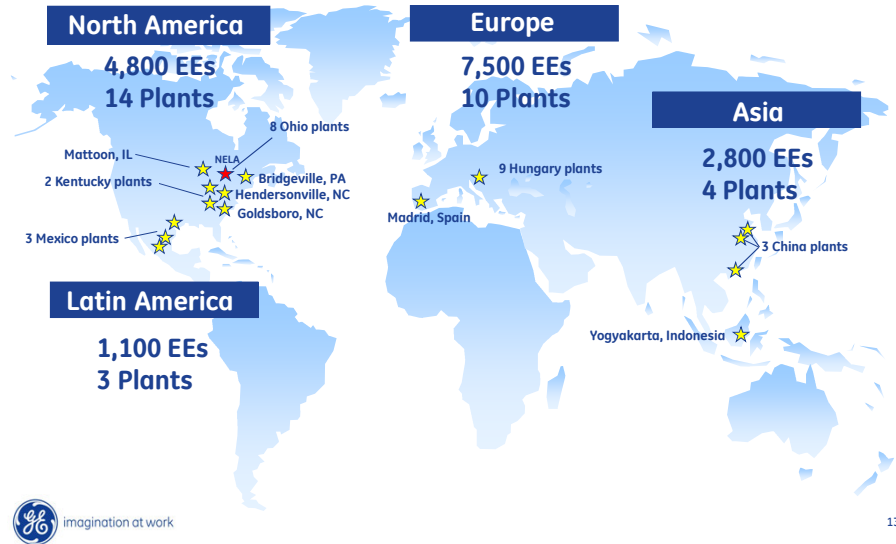 North America
4,800 EEs
14 Plants
Europe
7,500 EEs
10 Plants
Asia
2,800 EEs
4 Plants
8 Ohio plants
Mattoon, IL
NELA
Bridgeville, PA
2 Kentucky plants
Hendersonville, NC
Goldsboro, NC
3 Mexico plants
9 Hungary plants
Madrid, Spain
3 China plants
Yogyakarta, Indonesia
Latin America
1,100 EEs
3 Plants
GE
imagination at work
13